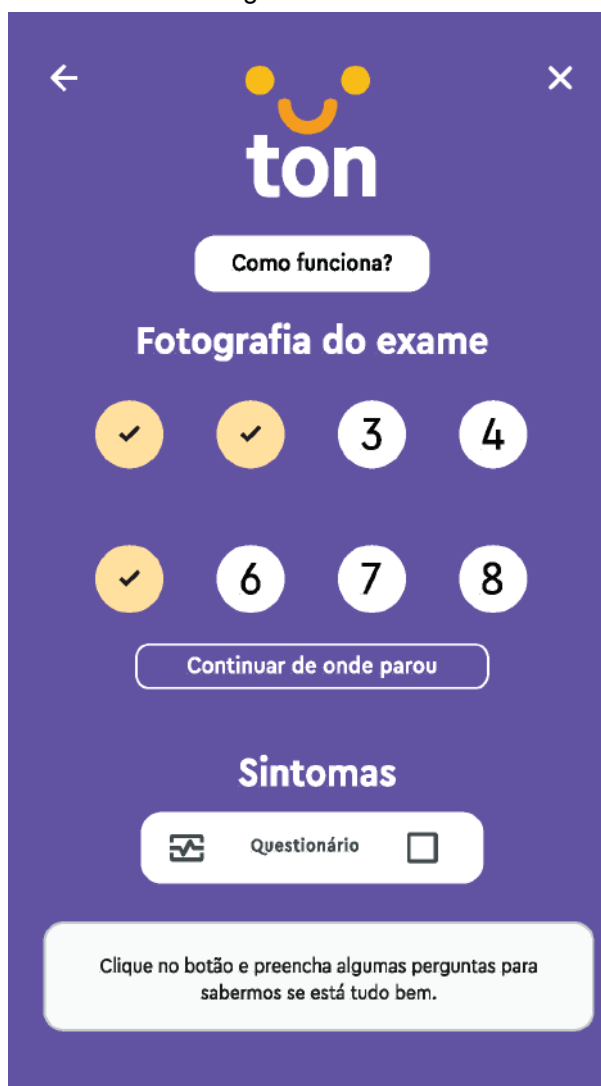 ton
Como funciona?
Fotografia do exame
3 4
6 7 8
Continuar de onde parou
Sintomas
Questionário
Clique no botão e preencha algumas perguntas para
sabermos se está tudo bem.